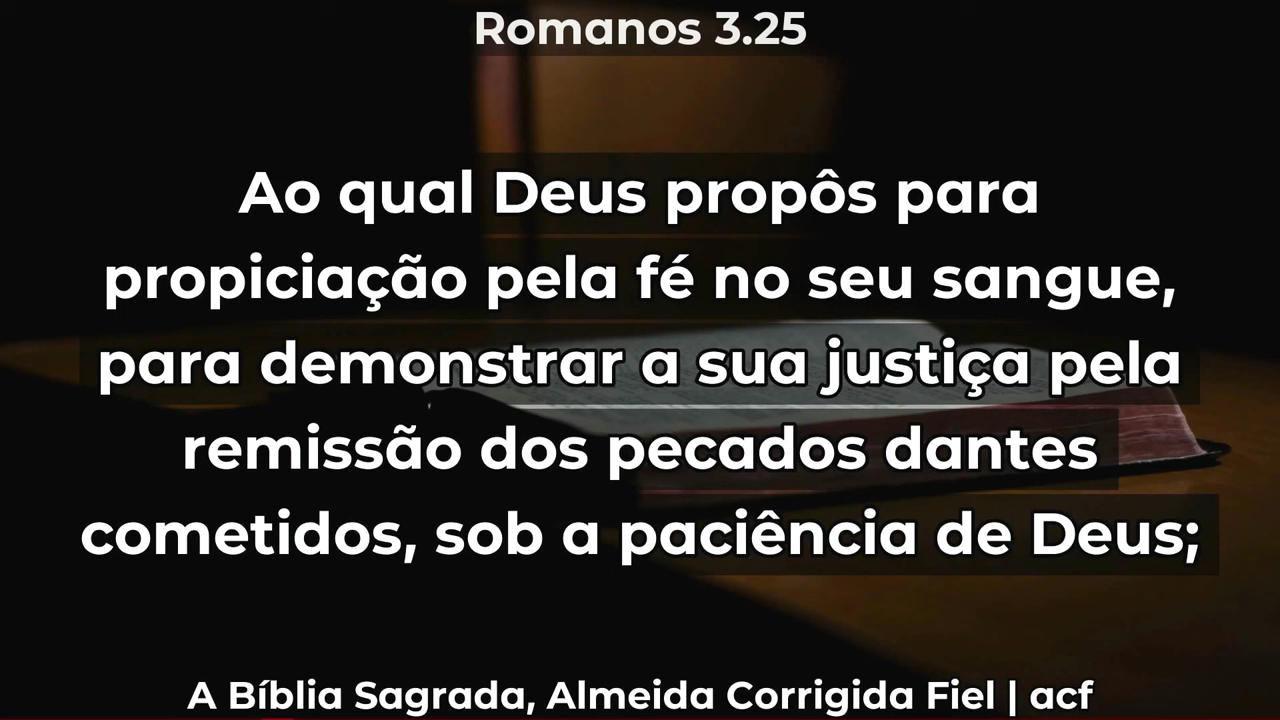 Romanos 3.25
Ao qual Deus propôs para
propiciação pela fé no seu sangue,
para demonstrar a sua justiça pela
remissão dos pecados dantes
cometidos, sob a paciência de Deus;
A Bíblia Sagrada, Almeida Corrigida Fiel | acf